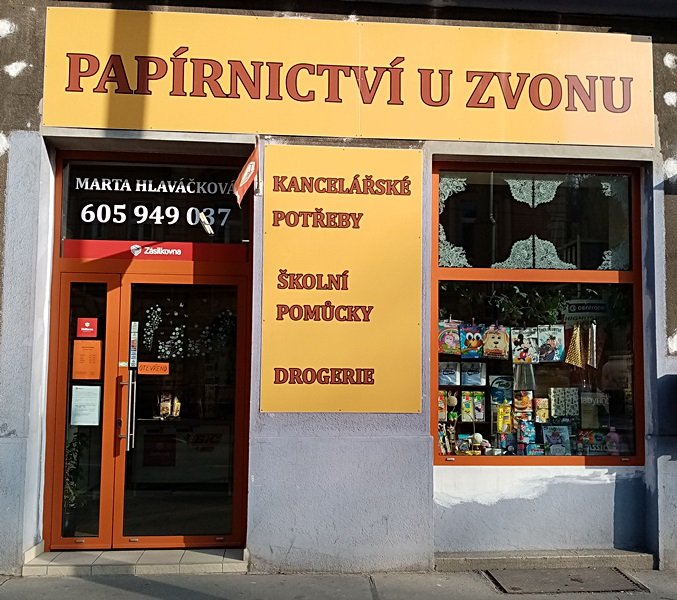 PAPÍRNICTVÍ U ZVONU
MARTA HLAVÁČKOVÁ
605 949 037
Zásilkovna
KANCELÁŘSKÉ
POTŘEBY
ŠKOLNÍ
POMŮCKY
DROGERIE
OTEVŘENO